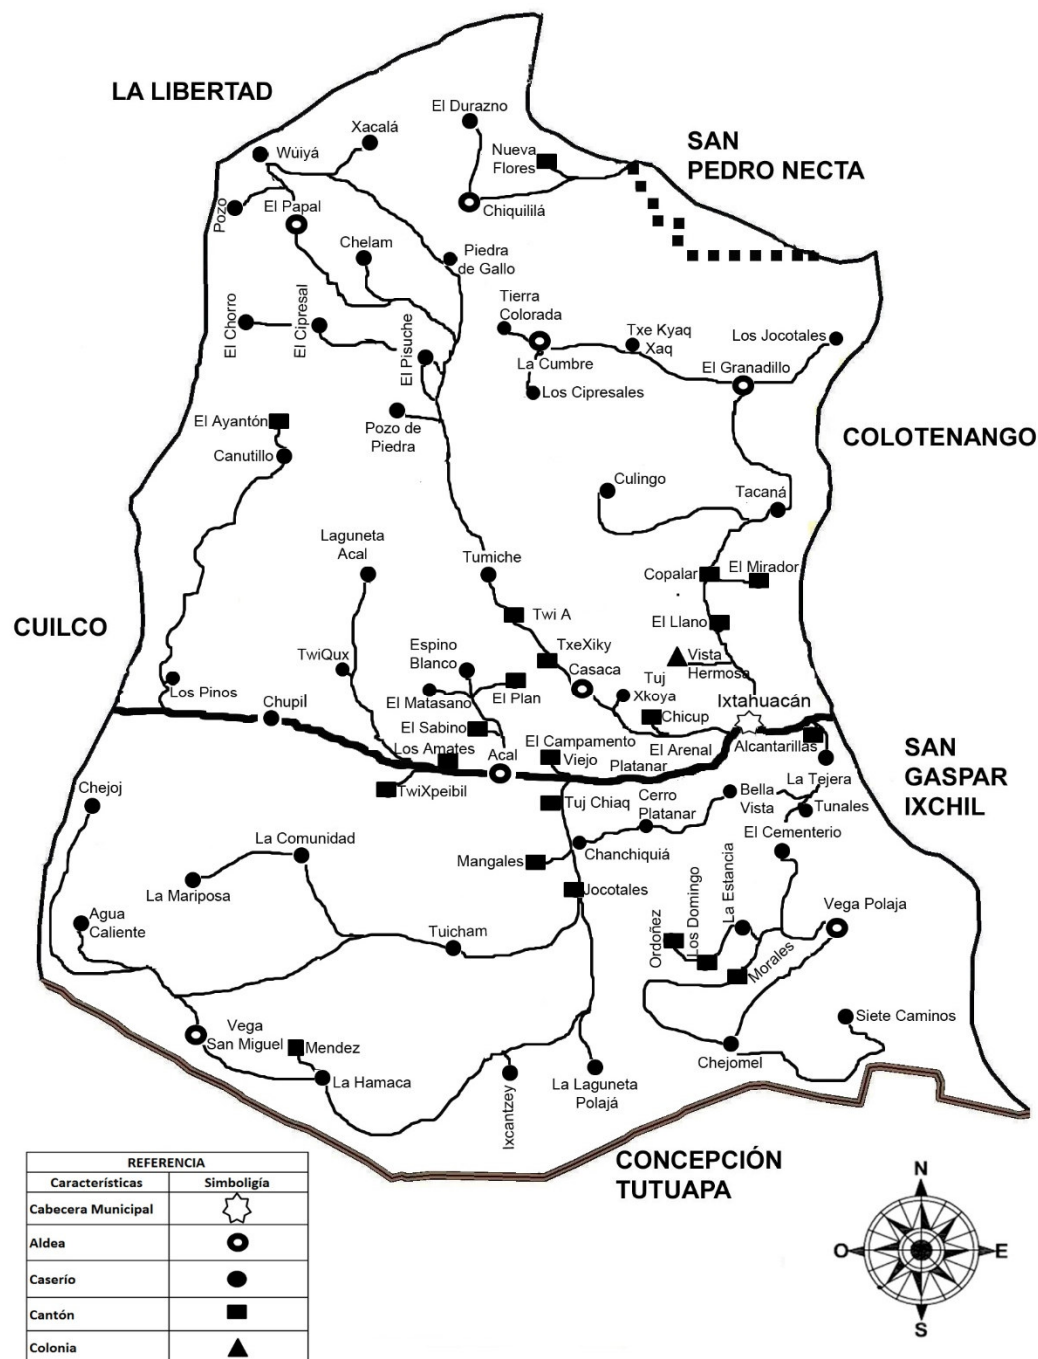 LA LIBERTAD
El Durazno
Xacalá
Wúiyá
Nueva
Flores
SAN
PEDRO NECTA
Pozo
El Papal
Chiquililá
Chelam
Piedra
de Gallo
El Chorro
El Cipresal
El Pisuche
Tierra
Colorada
La Cumbre
Txe Kyaq
Xaq
Los Jocotales
El Granadillo
Los Cipresales
El Ayantón
Pozo de
Piedra
Canutillo
COLOTENANGO
Culingo
Tacaná
Laguneta
Acal
Tumiche
Copalar
El Mirador
CUILCO
Twi A
El Llano
TwiQux
Espino
Blanco
TxeXiky
Casaca
Tuj
Xkoya
Vista
Hermosa
Los Pinos
El Matasano
El Plan
Ixtahuacán
Chupil
El Sabino
Chicup
Los Amates
Acal
El Campamento
Viejo
El Arenal
Platanar
Alcantarillas
SAN
GASPAR
IXCHIL
Chejoj
TwiXpeibil
Tuj Chiaq
Cerro
Platanar
Bella
Vista
La Tejera
Tunales
La Comunidad
Mangales
Chanchiquiá
El Cementerio
La Mariposa
Jocotales
Agua
Caliente
Tuicham
Ordoñez
Los Domingo
La Estancia
Vega Polaja
Morales
Vega
San Miguel
Mendez
La Hamaca
Ixcantzey
La Laguneta
Polajá
Chejomel
Siete Caminos
CONCEPCIÓN
TUTUAPA
REFERENCIA
Características Simboligía
Cabecera Municipal
Aldea
Caserío
Cantón
Colonia
N
O E
S